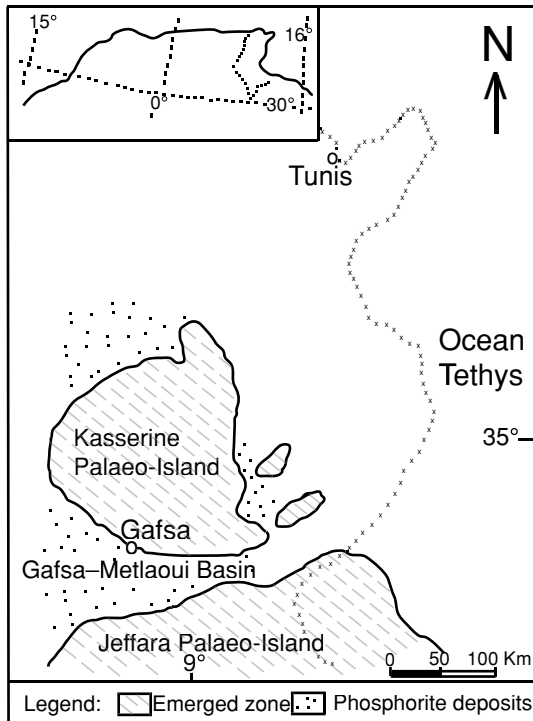 15°
16°
0°
30°
N
Tunis
Ocean
Tethys
35°
Kasserine
Palaeo-Island
Gafsa
Gafsa–Metlaoui Basin
Jeffara Palaeo-Island
9°
0 50 100 Km
Legend: Emerged zone Phosphorite deposits